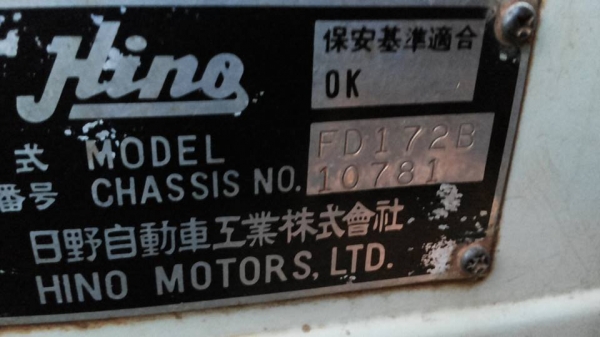 Hino
保安基準適合
OK
式 MODEL FD172B
番号 CHASSIS NO. 10781
日野自動車工業株式會社
HINO MOTORS, LTD.